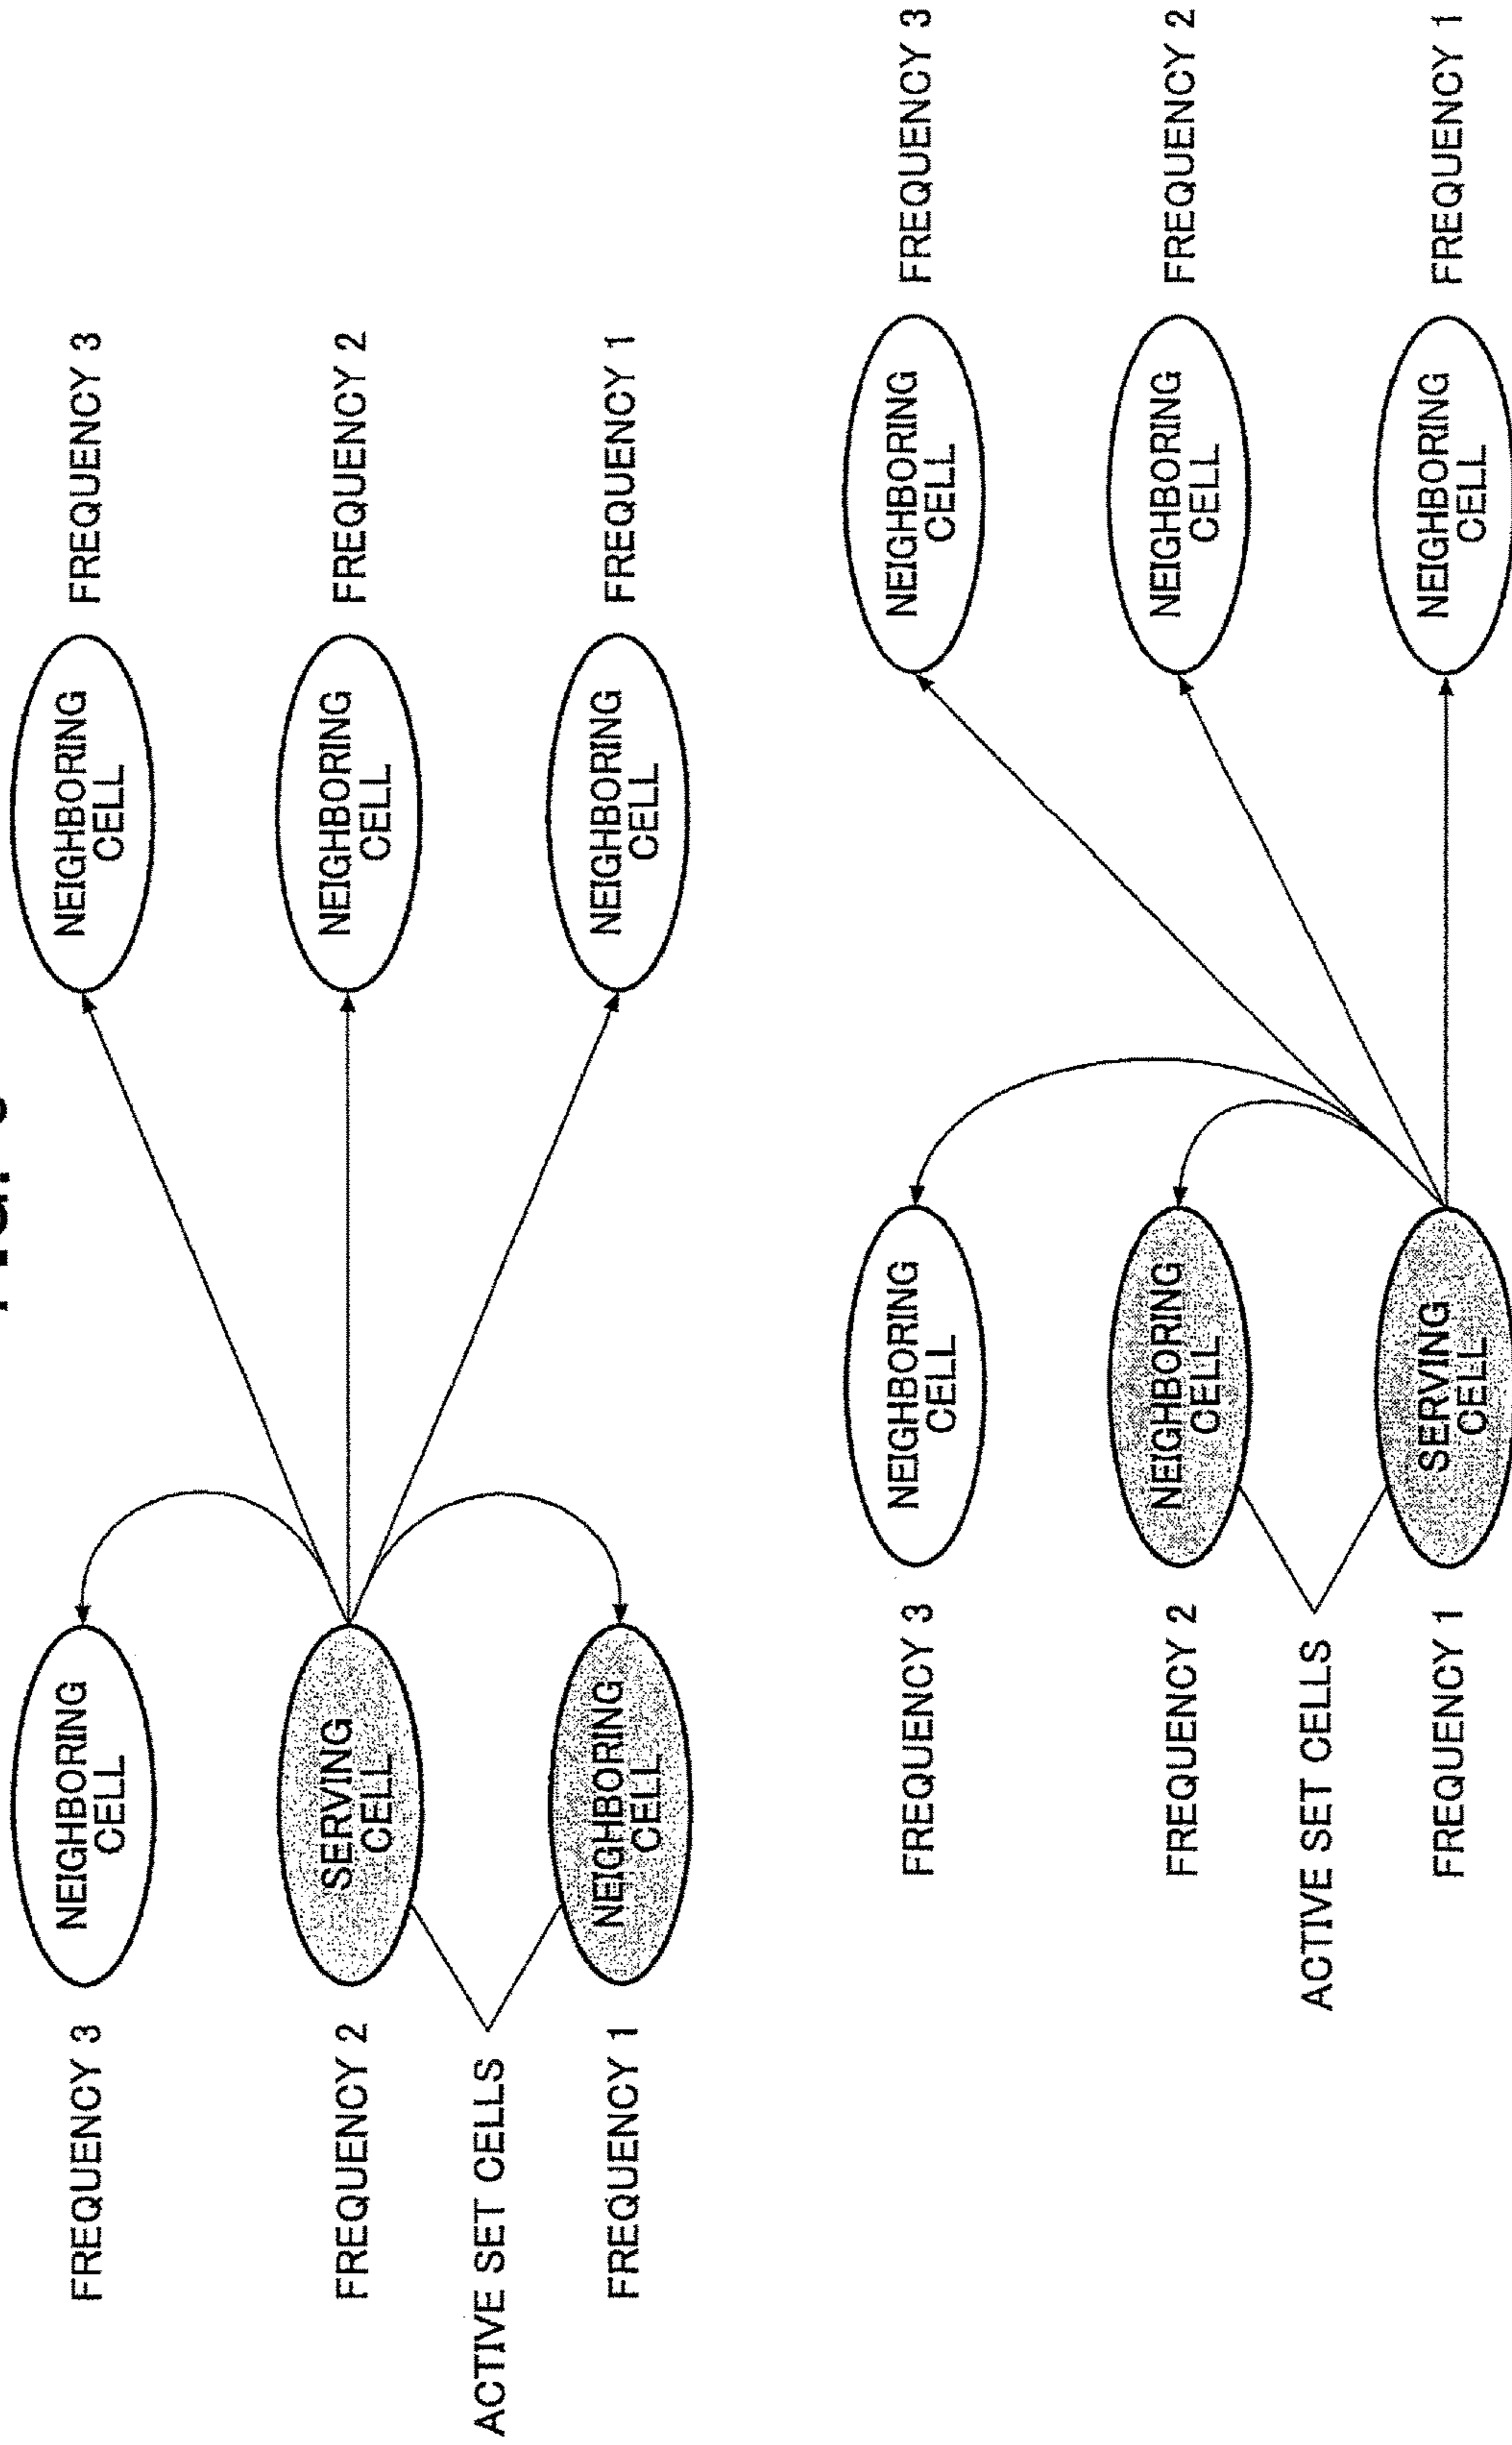 FREQUENCY 3
NEIGHBORING
CELL
NEIGHBORING
CELL
FREQUENCY 3
FREQUENCY 2
SERVING
CELL
NEIGHBORING
CELL
FREQUENCY 2
ACTIVE SET CELLS
FREQUENCY 1
NEIGHBORING
CELL
NEIGHBORING
CELL
FREQUENCY 1
FREQUENCY 3
NEIGHBORING
CELL
NEIGHBORING
CELL
FREQUENCY 3
FREQUENCY 2
NEIGHBORING
CELL
NEIGHBORING
CELL
FREQUENCY 2
ACTIVE SET CELLS
FREQUENCY 1
SERVING
CELL
NEIGHBORING
CELL
FREQUENCY 1